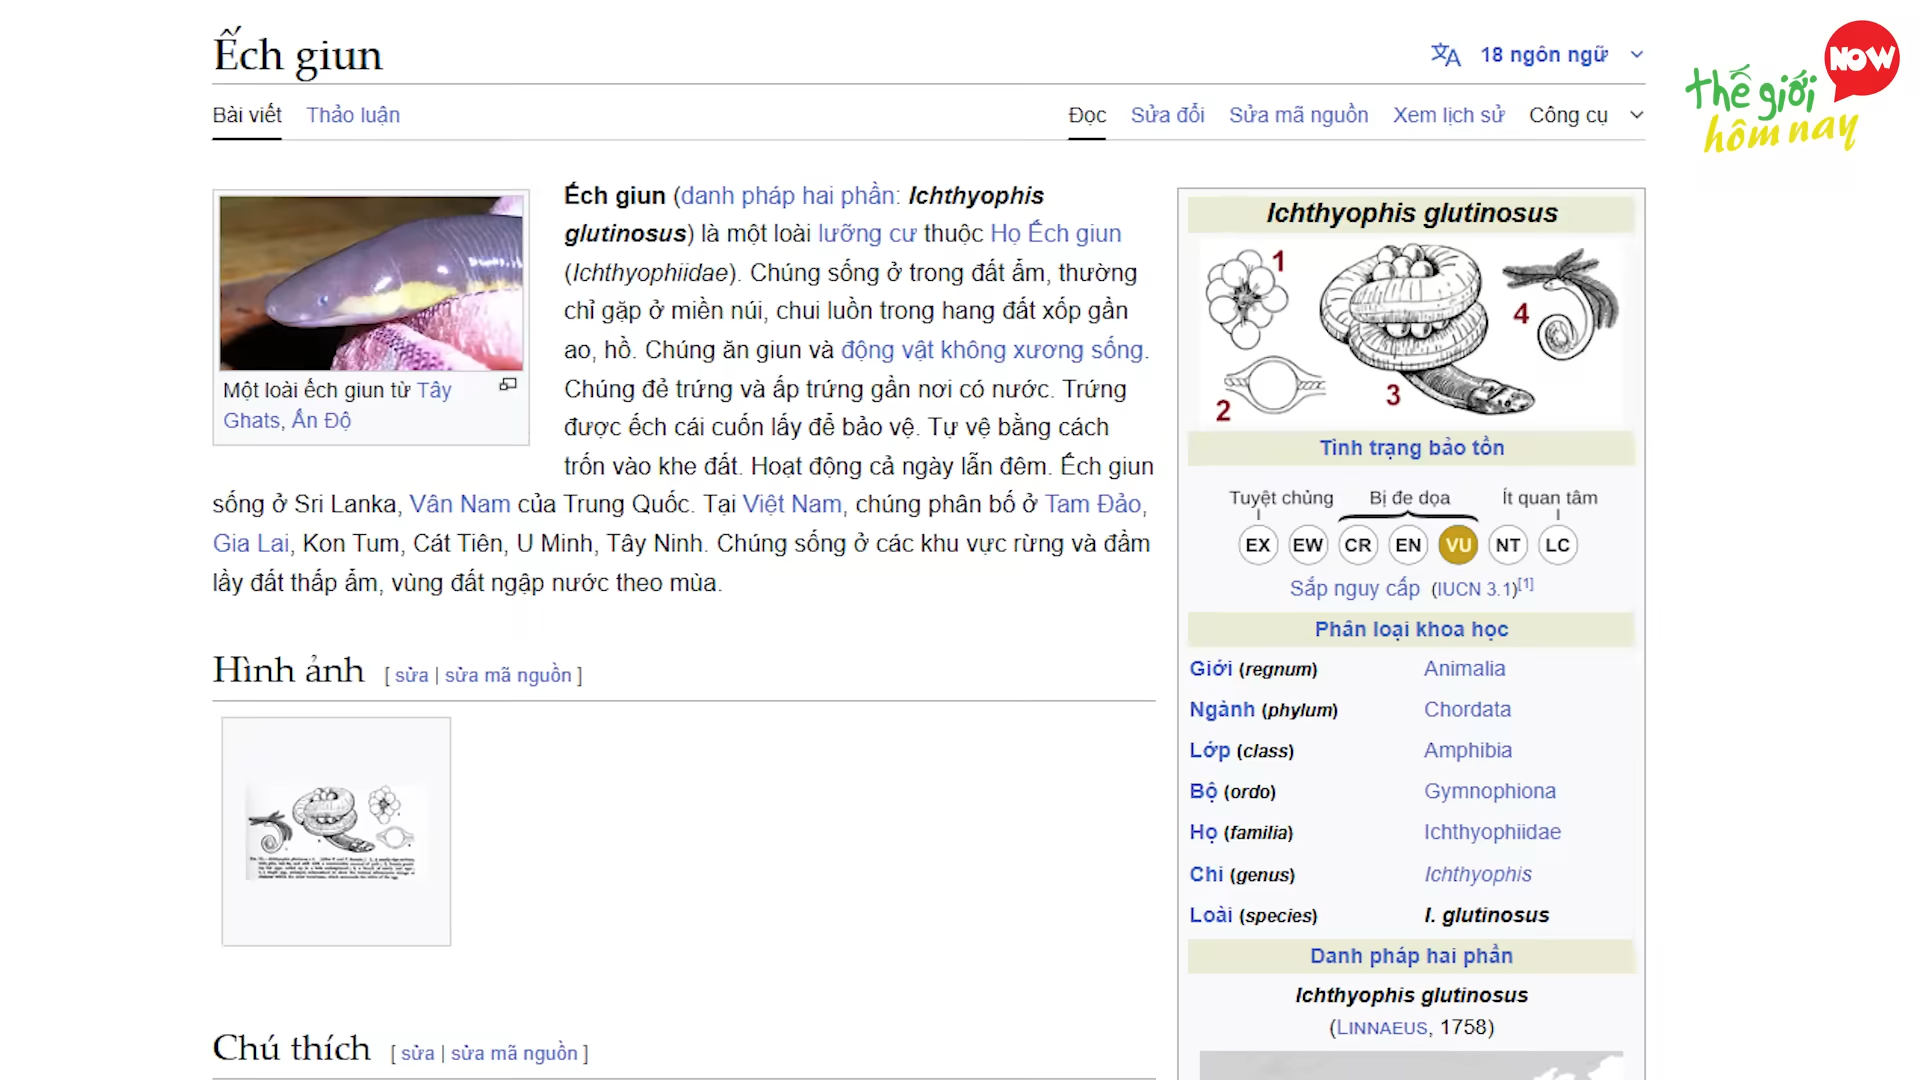 Ếch giun
18 ngôn ngữ
NOW
thế giới
hôm nay
Bài viết Thảo luận Đọc Sửa đổi Sửa mã nguồn Xem lịch sử Công cụ
Một loài ếch giun từ Tây
Ghats, Ấn Độ
Ếch giun (danh pháp hai phần: Ichthyophis
glutinosus) là một loài lưỡng cư thuộc Họ Ếch giun
(Ichthyophiidae). Chúng sống ở trong đất ẩm, thường
chỉ gặp ở miền núi, chui luồn trong hang đất xốp gần
ao, hồ. Chúng ăn giun và động vật không xương sống.
Chúng đẻ trứng và ấp trứng gần nơi có nước. Trứng
được ếch cái cuốn lấy để bảo vệ. Tự vệ bằng cách
trốn vào khe đất. Hoạt động cả ngày lẫn đêm. Ếch giun
sống ở Sri Lanka, Vân Nam của Trung Quốc. Tại Việt Nam, chúng phân bố ở Tam Đảo,
Gia Lai, Kon Tum, Cát Tiên, U Minh, Tây Ninh. Chúng sống ở các khu vực rừng và đầm
lầy đất thấp ẩm, vùng đất ngập nước theo mùa.
Hình ảnh [ sửa | sửa mã nguồn ]
Chú thích [ sửa | sửa mã nguồn ]
Ichthyophis glutinosus
1
4
3
2
Tình trạng bảo tồn
Tuyệt chủng Bị đe dọa Ít quan tâm
EX EW CR EN VU NT LC
Sắp nguy cấp (IUCN 3.1)[1]
Phân loại khoa học
Giới (regnum) Animalia
Ngành (phylum) Chordata
Lớp (class) Amphibia
Bộ (ordo) Gymnophiona
Họ (familia) Ichthyophiidae
Chi (genus) Ichthyophis
Loài (species) I. glutinosus
Danh pháp hai phần
Ichthyophis glutinosus
(LINNAEUS, 1758)